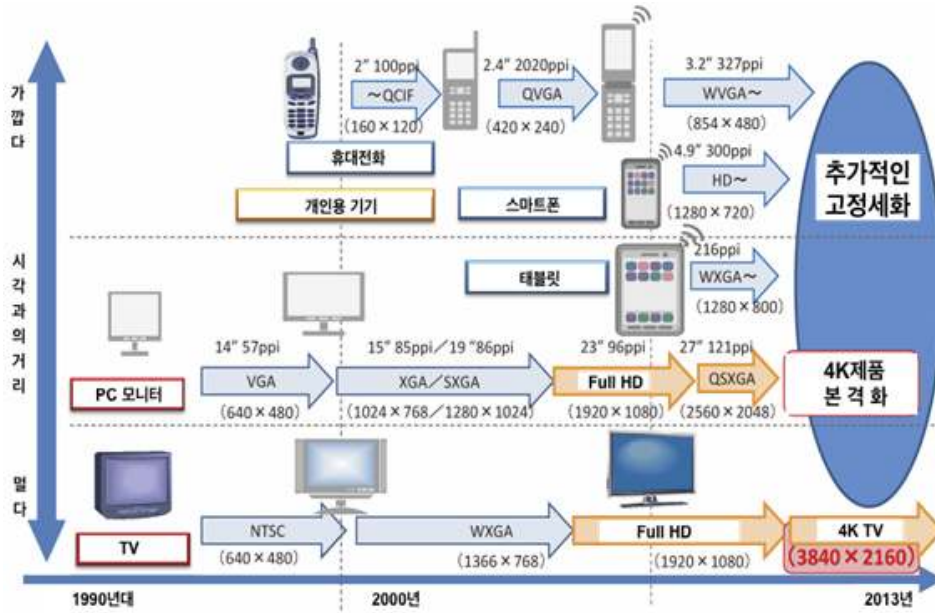 가깝다
시각과의거리
멀다
2” 100ppi
～QCIF
(160×120)
2.4” 2020ppi
QVGA
(420×240)
3.2” 327ppi
WVGA～
(854×480)
휴대전화
개인용 기기
스마트폰
4.9” 300ppi
HD～
(1280×720)
추가적인
고정세화
태블릿
216ppi
WXGA～
(1280×800)
PC 모니터
14” 57ppi
VGA
(640×480)
15” 85ppi／19 “86ppi
XGA／SXGA
(1024×768／1280×1024)
23” 96ppi
Full HD
(1920×1080)
27” 121ppi
QSXGA
(2560×2048)
4K제품
본 격 화
TV
NTSC
(640×480)
WXGA
(1366×768)
Full HD
(1920×1080)
4K TV
(3840×2160)
1990년대
2000년
2013년